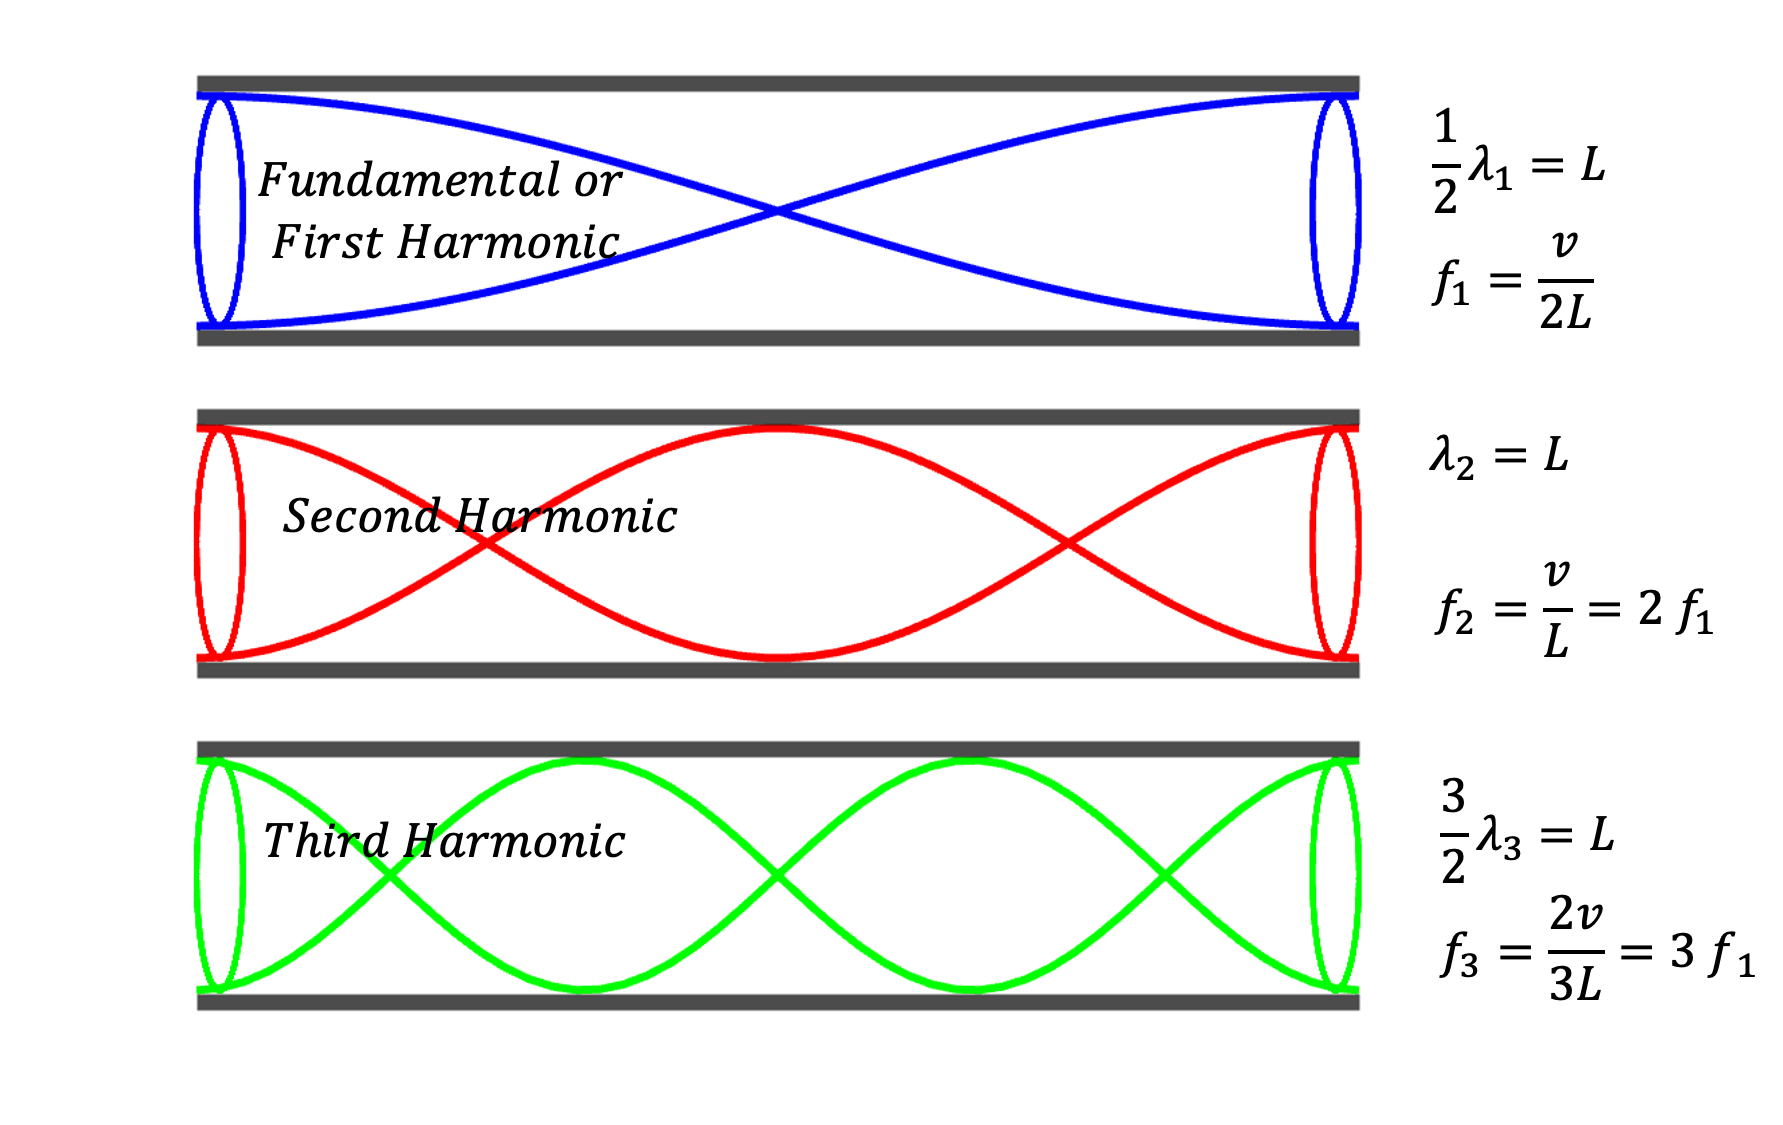 Fundamental or
First Harmonic
1/2 λ₁ = L
f₁ = v/2L
Second Harmonic
λ₂ = L
f₂ = v/L = 2 f₁
Third Harmonic
3/2 λ₃ = L
f₃ = 2v/3L = 3 f₁